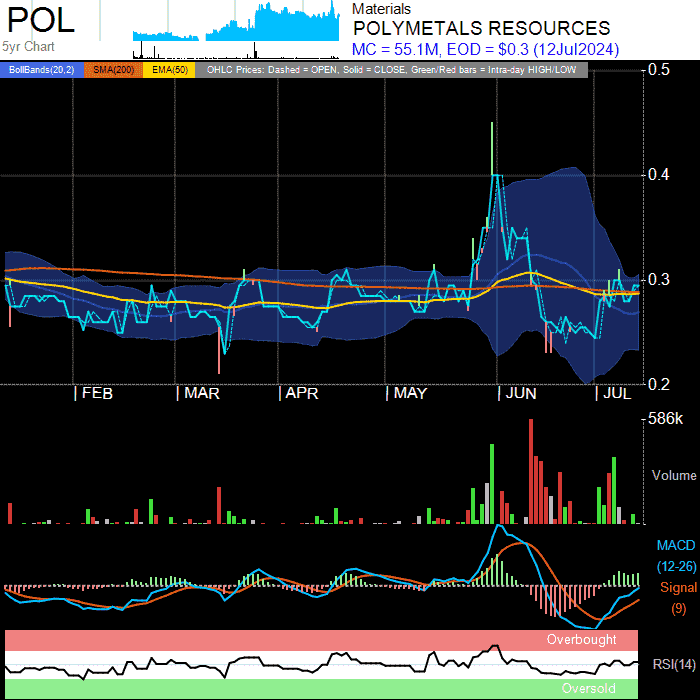 POL
5yr Chart
Materials
POLYMETALS RESOURCES
MC = 55.1M, EOD = $0.3 (12Jul2024)
BollBands(20,2) SMA(200) EMA(50) OHLC Prices: Dashed = OPEN, Solid = CLOSE, Green/Red bars = Intra-day HIGH/LOW
0.5
0.4
0.3
0.2
| FEB | MAR | APR | MAY | JUN | JUL
586k
Volume
MACD
(12-26)
Signal
(9)
Overbought
RSI(14)
Oversold